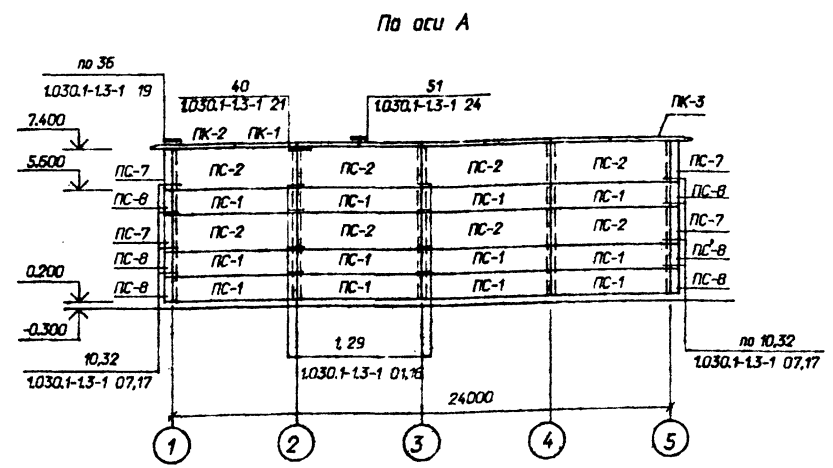 По оси А
по 36
1.030.1-1.3-1 19
40
1.030.1-1.3-1 21
51
1.030.1-1.3-1 24
ПК-3
7.400
ПК-2 ПК-1
5.600
ПС-7 ПС-2 ПС-2 ПС-2 ПС-2 ПС-7
ПС-8 ПС-1 ПС-1 ПС-1 ПС-1 ПС-8
ПС-7 ПС-2 ПС-2 ПС-2 ПС-2 ПС-7
ПС-8 ПС-1 ПС-1 ПС-1 ПС-1 ПС-8
0.200
ПС-8 ПС-1 ПС-1 ПС-1 ПС-1 ПС-8
-0.300
10,32
1.030.1-1.3-1 07,17
1, 29
1.030.1-1.3-1 01,16
по 10,32
1.030.1-1.3-1 07,17
24000
1 2 3 4 5